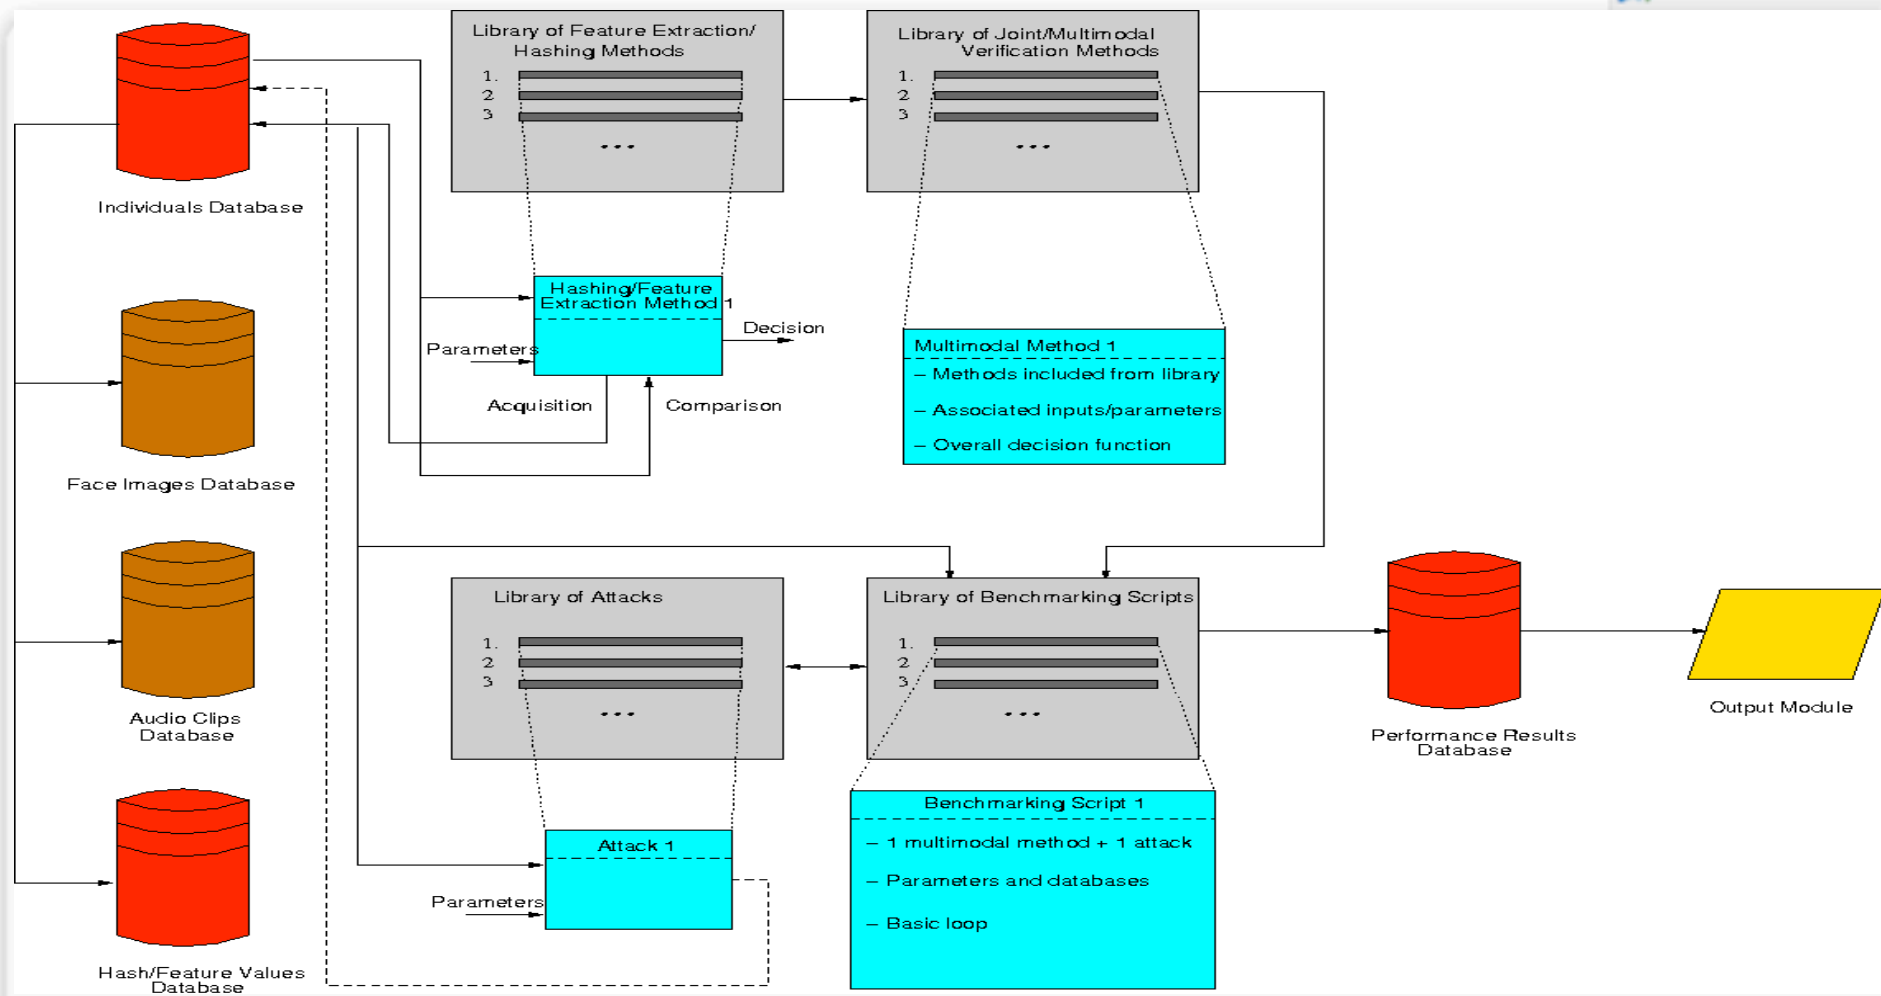 Library of Feature Extraction/
Hashing Methods
1.
2
3
...
Library of Joint/Multimodal
Verification Methods
1.
2
3
...
Individuals Database
Hashing/Feature
Extraction Method 1
Parameters
Decision
Acquisition
Comparison
Multimodal Method 1
– Methods included from library
– Associated inputs/parameters
– Overall decision function
Face Images Database
Audio Clips
Database
Library of Attacks
1.
2
3
...
Library of Benchmarking Scripts
1.
2
3
...
Performance Results
Database
Output Module
Attack 1
Parameters
Benchmarking Script 1
– 1 multimodal method + 1 attack
– Parameters and databases
– Basic loop
Hash/Feature Values
Database